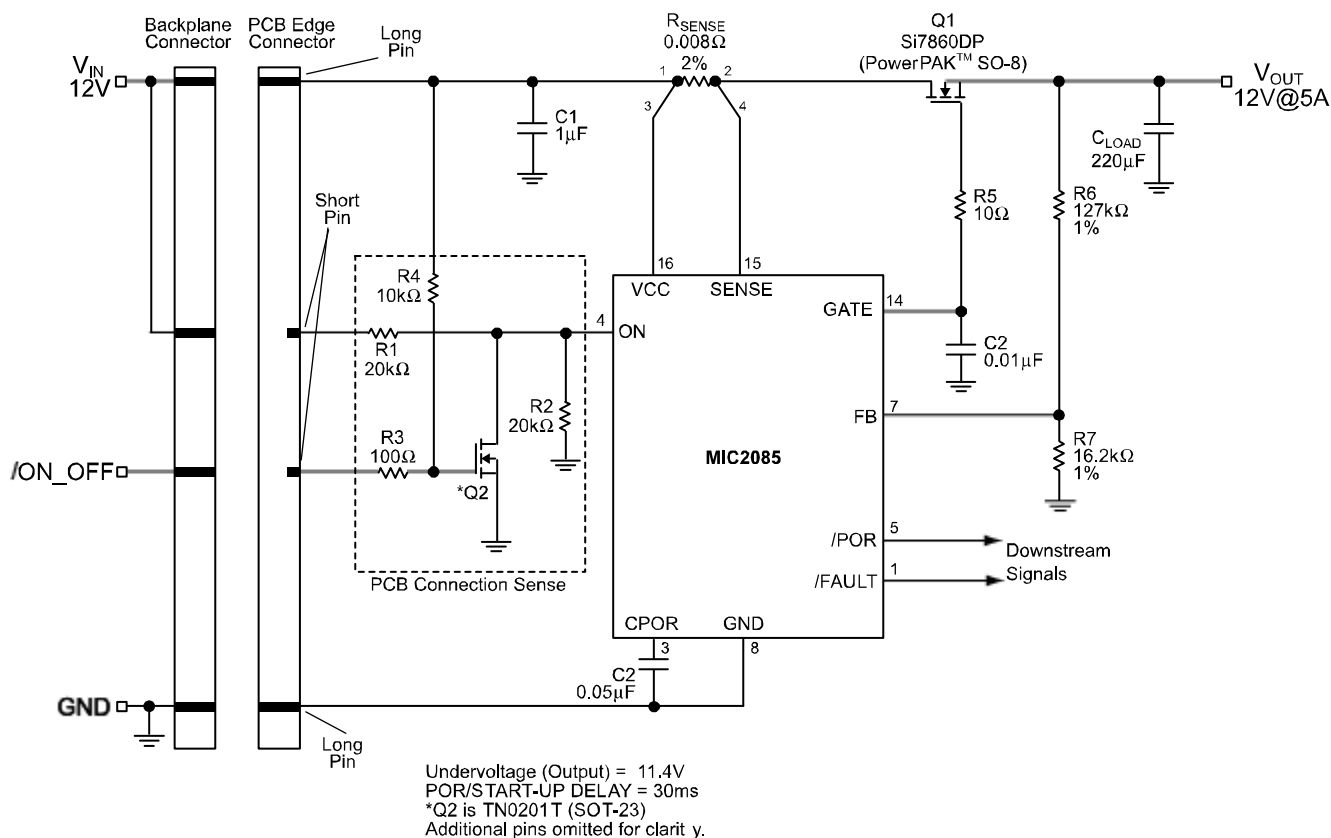 Backplane
Connector
PCB Edge
Connector
Long
Pin
RSENSE
0.008Ω
2%
Q1
Si7860DP
(PowerPAK™ SO-8)
VIN
12V
1
2
3
4
VOUT
12V@5A
C1
1µF
CLOAD
220µF
Short
Pin
R5
10Ω
R6
127kΩ
1%
R4
10kΩ
16
15
VCC
SENSE
GATE
14
4
ON
R1
20kΩ
C2
0.01µF
R2
20kΩ
FB
7
R3
100Ω
MIC2085
R7
16.2kΩ
1%
/ON_OFF
*Q2
/POR
5
Downstream
Signals
/FAULT
1
PCB Connection Sense
CPOR
GND
3
8
C2
0.05µF
GND
Long
Pin
Undervoltage (Output) = 11.4V
POR/START-UP DELAY = 30ms
*Q2 is TN0201T (SOT-23)
Additional pins omitted for clarit y.